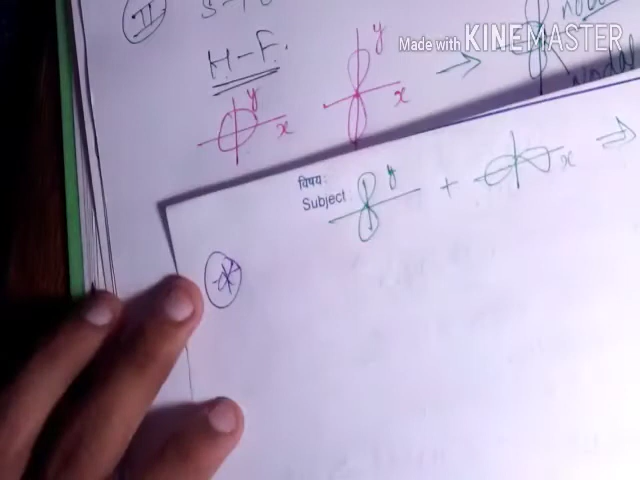 II
Made with KINEMASTER
H-F.
y
y
x
x
विषय:
Subject
y + x ⇒